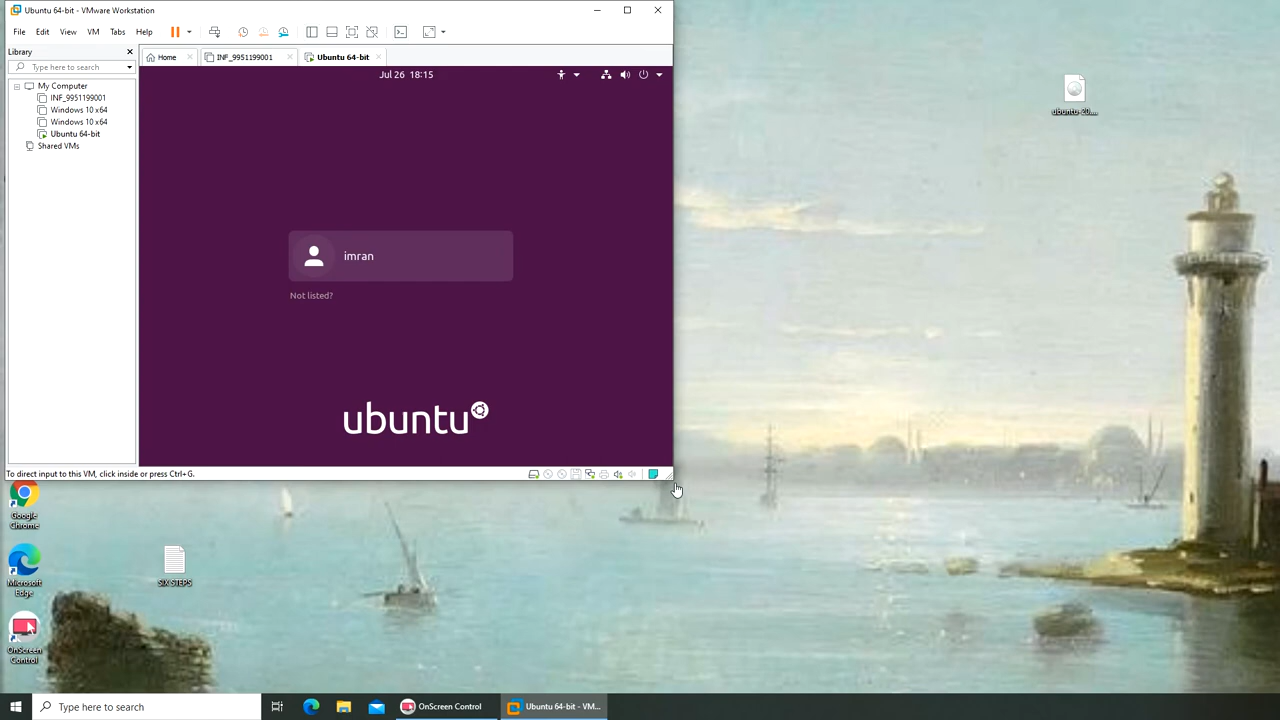 Ubuntu 64-bit - VMware Workstation
File Edit View VM Tabs Help
Library
Type here to search
My Computer
INF_9951199001
Windows 10 x64
Windows 10 x64
Ubuntu 64-bit
Shared VMs
Home INF_9951199001 Ubuntu 64-bit
Jul 26 18:15
imran
Not listed?
ubuntu
To direct input to this VM, click inside or press Ctrl+G.
ubuntu-20....
Google
Chrome
Microsoft
Edge
OnScreen
Control
SIX STEPS
Type here to search
OnScreen Control
Ubuntu 64-bit - VM...